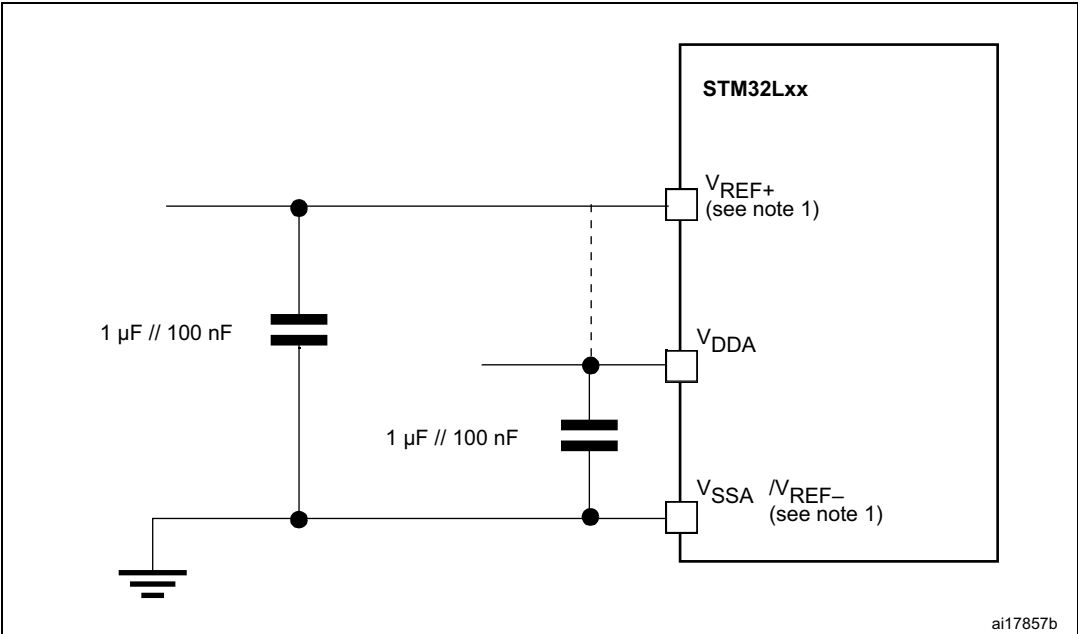 STM32Lxx
VREF+
(see note 1)
1 µF // 100 nF
VDDA
1 µF // 100 nF
VSSA /VREF–
(see note 1)
ai17857b